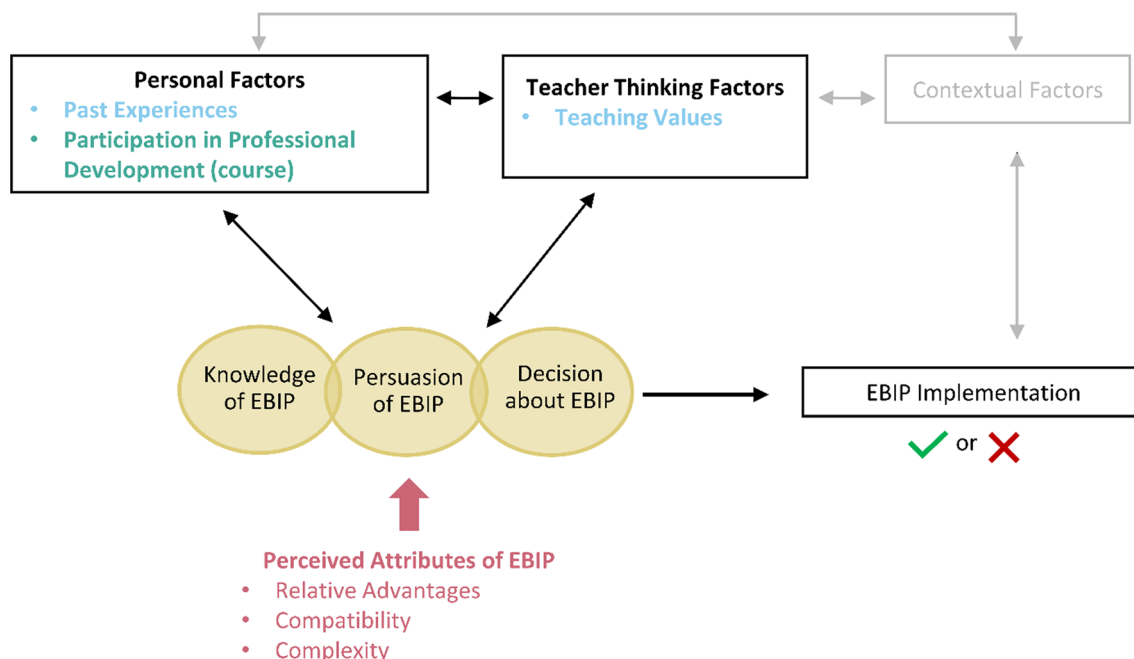 Personal Factors
• Past Experiences
• Participation in Professional
Development (course)
Teacher Thinking Factors
• Teaching Values
Contextual Factors
Knowledge
of EBIP
Persuasion
of EBIP
Decision
about EBIP
EBIP Implementation
or
Perceived Attributes of EBIP
• Relative Advantages
• Compatibility
• Complexity